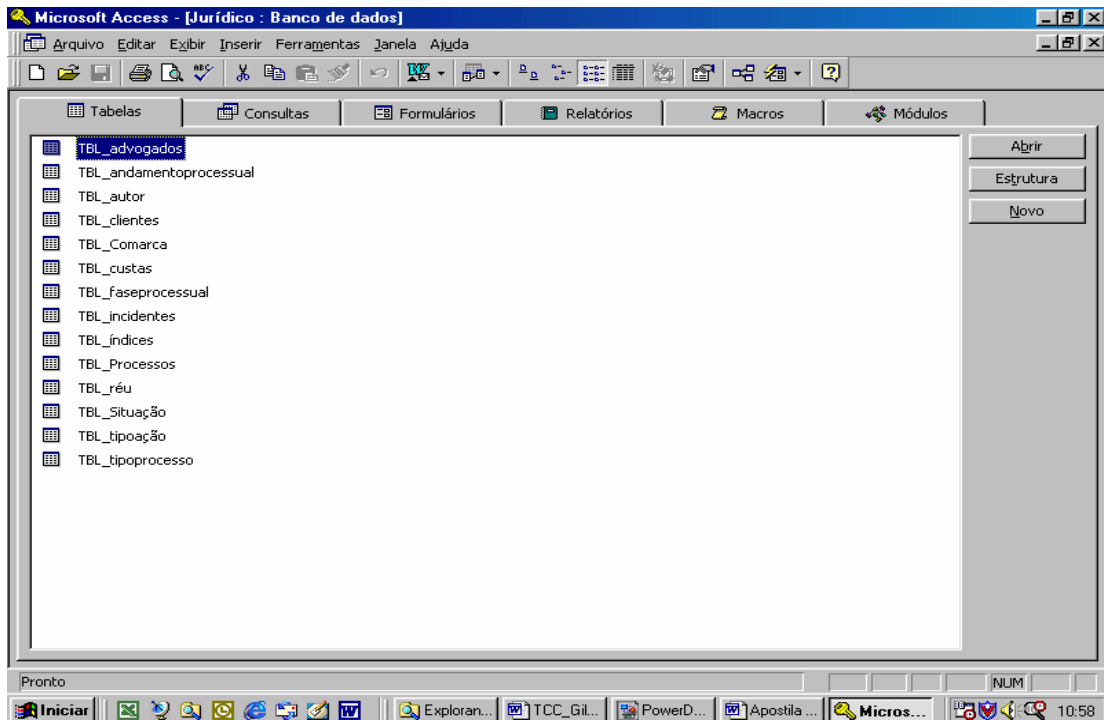 Microsoft Access - [Jurídico : Banco de dados]
Arquivo Editar Exibir Inserir Ferramentas Janela Ajuda
Tabelas Consultas Formulários Relatórios Macros Módulos
TBL_advogados
TBL_andamentoprocessual
TBL_autor
TBL_clientes
TBL_Comarca
TBL_custas
TBL_faseprocessual
TBL_incidentes
TBL_índices
TBL_Processos
TBL_réu
TBL_Situação
TBL_tipoação
TBL_tipoprocesso
Abrir
Estrutura
Novo
Pronto NUM
Iniciar Exploran... TCC_Gil... PowerD... Apostila ... Micros... 10:58